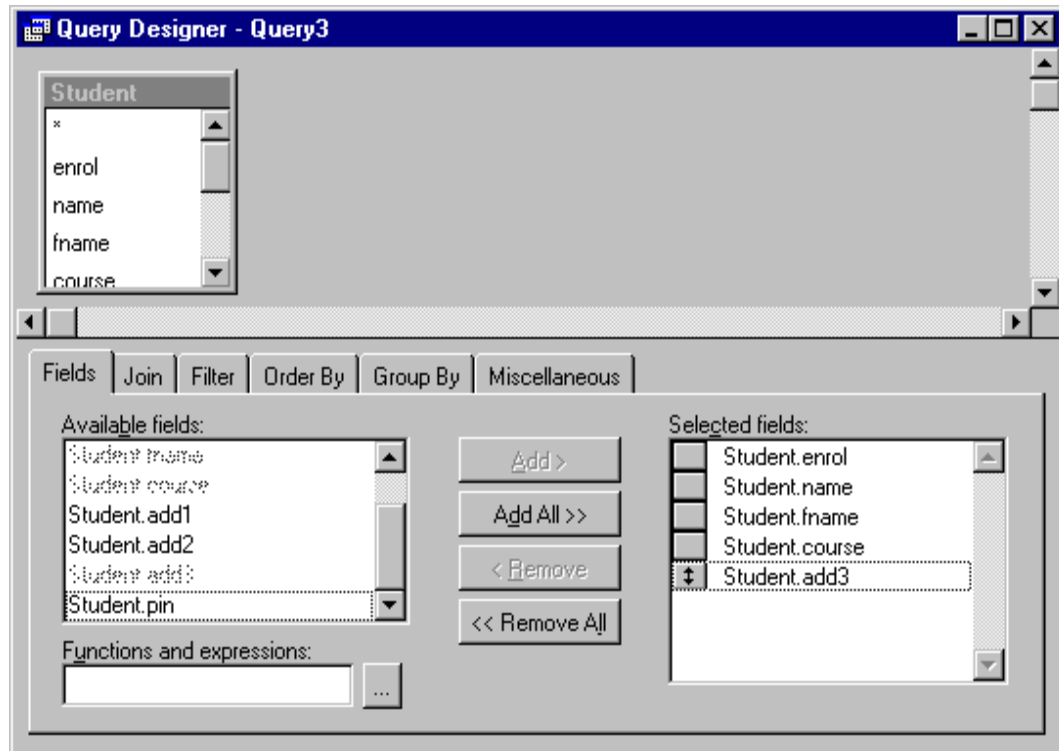 Query Designer - Query3
Student
*
enrol
name
fname
course
Fields Join Filter Order By Group By Miscellaneous
Available fields:
Student.fname
Student.course
Student.add1
Student.add2
Student.add3
Student.pin
Functions and expressions:
...
Add >
Add All >>
< Remove
<< Remove All
Selected fields:
Student.enrol
Student.name
Student.fname
Student.course
Student.add3